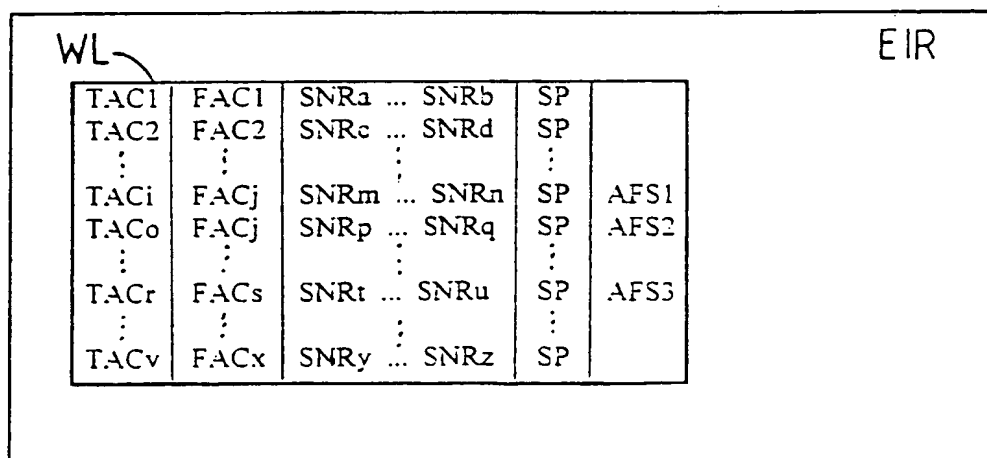 WL EIR
TAC1 FAC1 SNRa ... SNRb SP
TAC2 FAC2 SNRc ... SNRd SP
⋮ ⋮ ⋮ ⋮
TACi FACj SNRm ... SNRn SP AFS1
TACo FACj SNRp ... SNRq SP AFS2
⋮ ⋮ ⋮ ⋮
TACr FACs SNRt ... SNRu SP AFS3
⋮ ⋮ ⋮ ⋮
TACv FACx SNRy ... SNRz SP